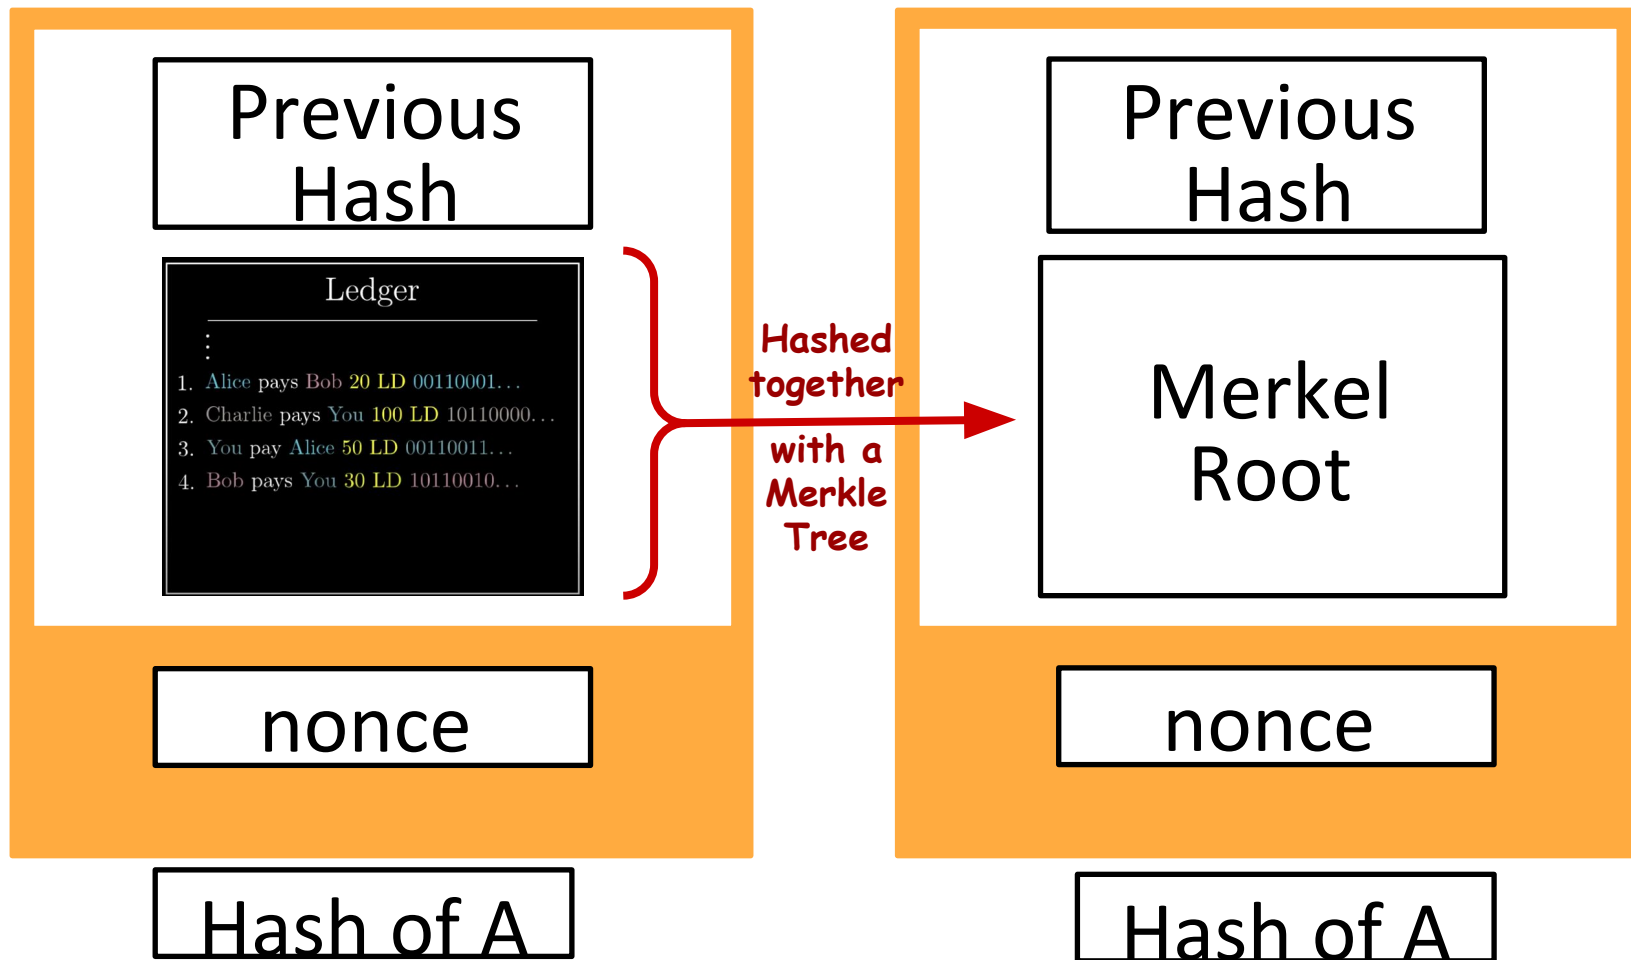 Previous
Hash
Ledger
⋮
1. Alice pays Bob 20 LD 00110001...
2. Charlie pays You 100 LD 10110000...
3. You pay Alice 50 LD 00110011...
4. Bob pays You 30 LD 10110010...
nonce
Hash of A
Hashed
together
with a
Merkle
Tree
Previous
Hash
Merkel
Root
nonce
Hash of A